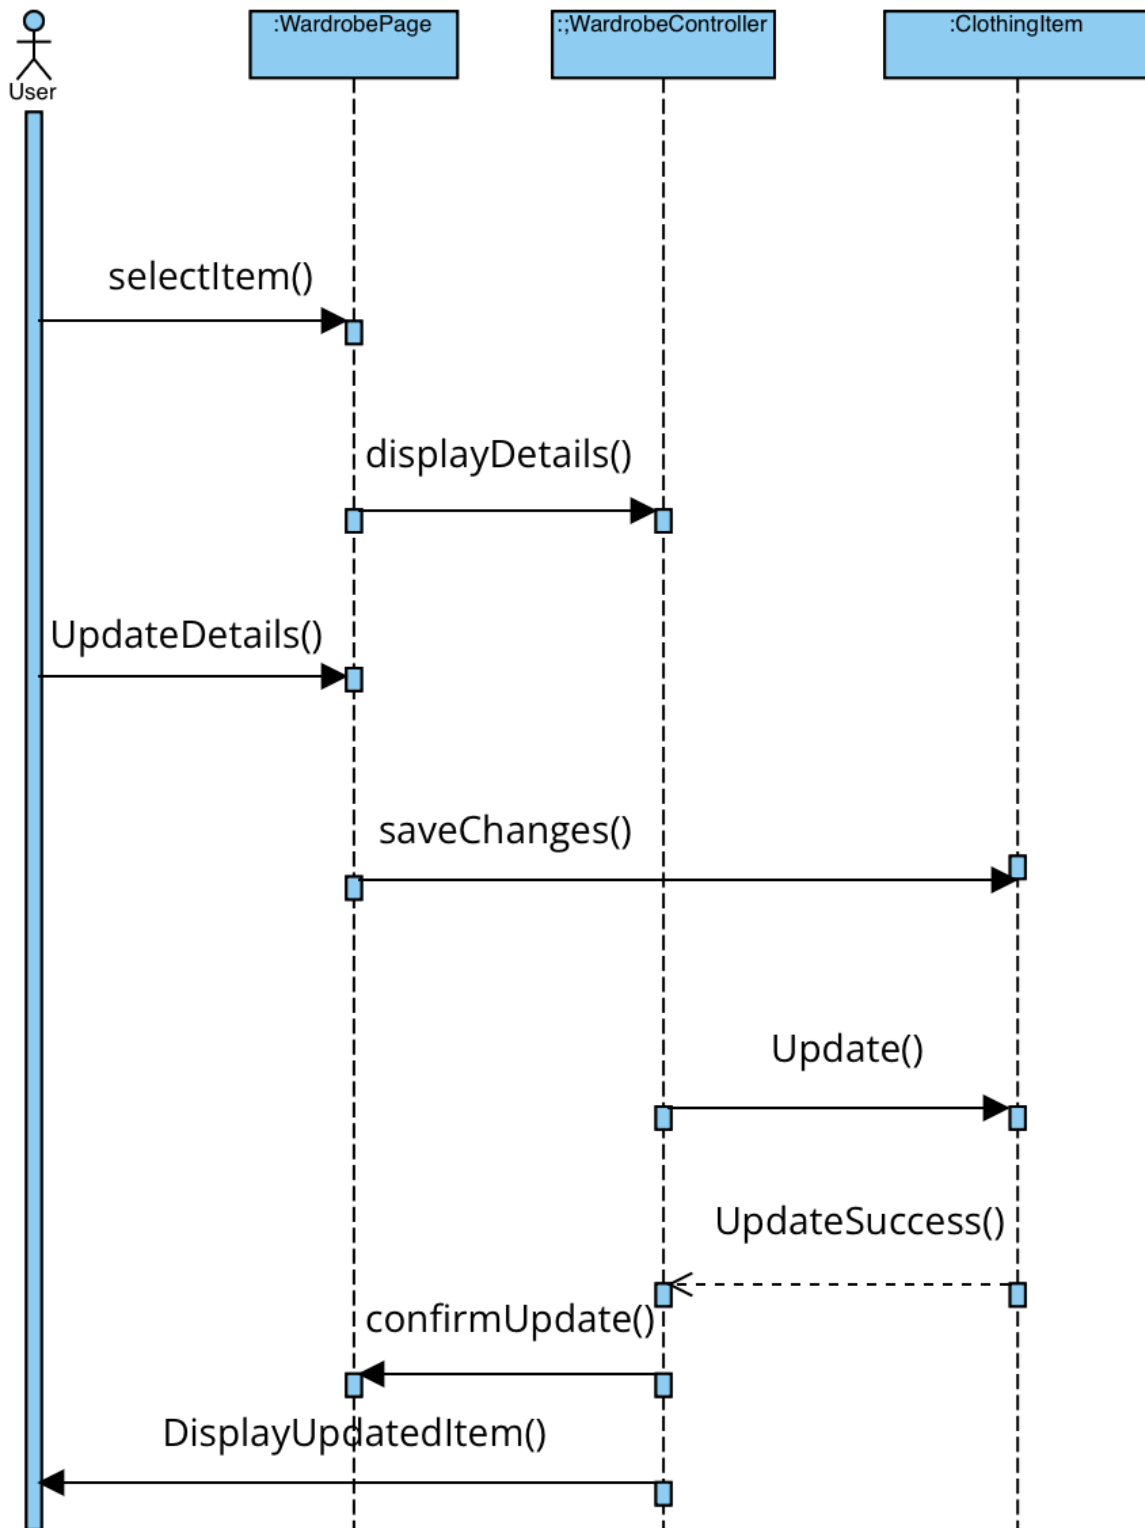 :WardrobePage
:;WardrobeController
:ClothingItem
User
selectItem()
displayDetails()
UpdateDetails()
saveChanges()
Update()
UpdateSuccess()
confirmUpdate()
DisplayUpdatedItem()